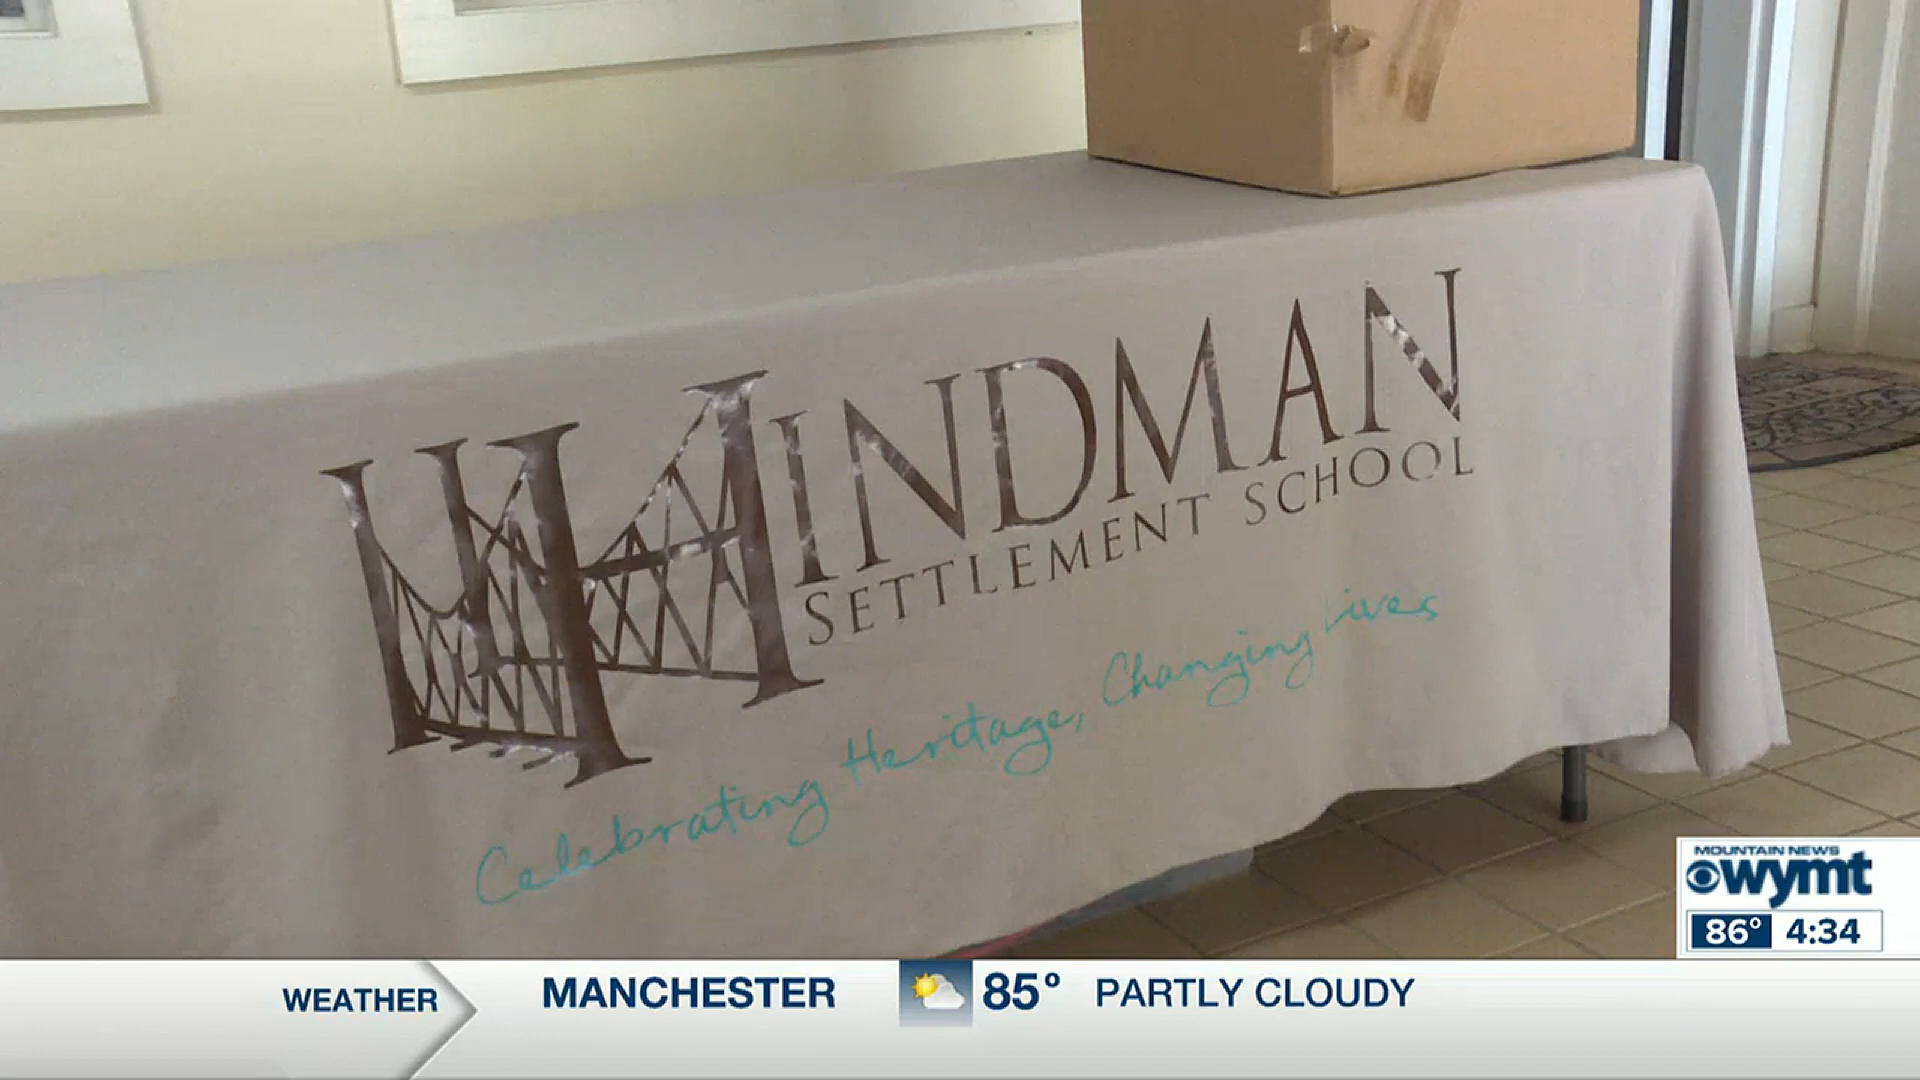 HINDMAN
SETTLEMENT SCHOOL
Celebrating Heritage, Changing Lives
MOUNTAIN NEWS
wymt
86° 4:34
WEATHER MANCHESTER 85° PARTLY CLOUDY